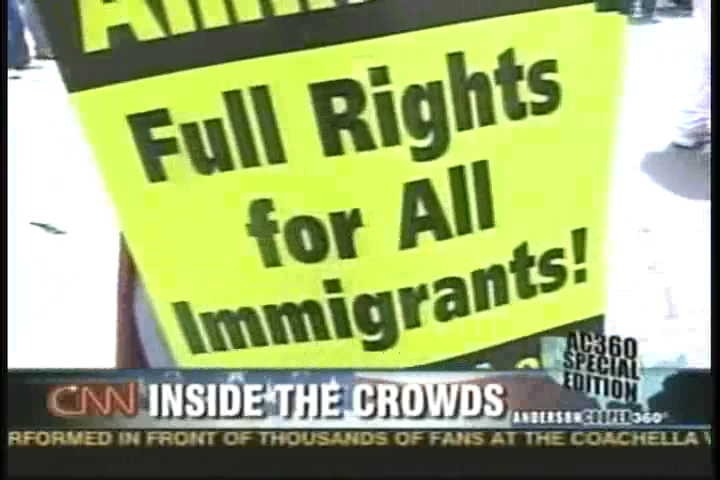 Full Rights
for All
Immigrants!
AC360
SPECIAL
EDITION
CNN INSIDE THE CROWDS
ANDERSON COOPER 360°
RFORMED IN FRONT OF THOUSANDS OF FANS AT THE COACHELLA V